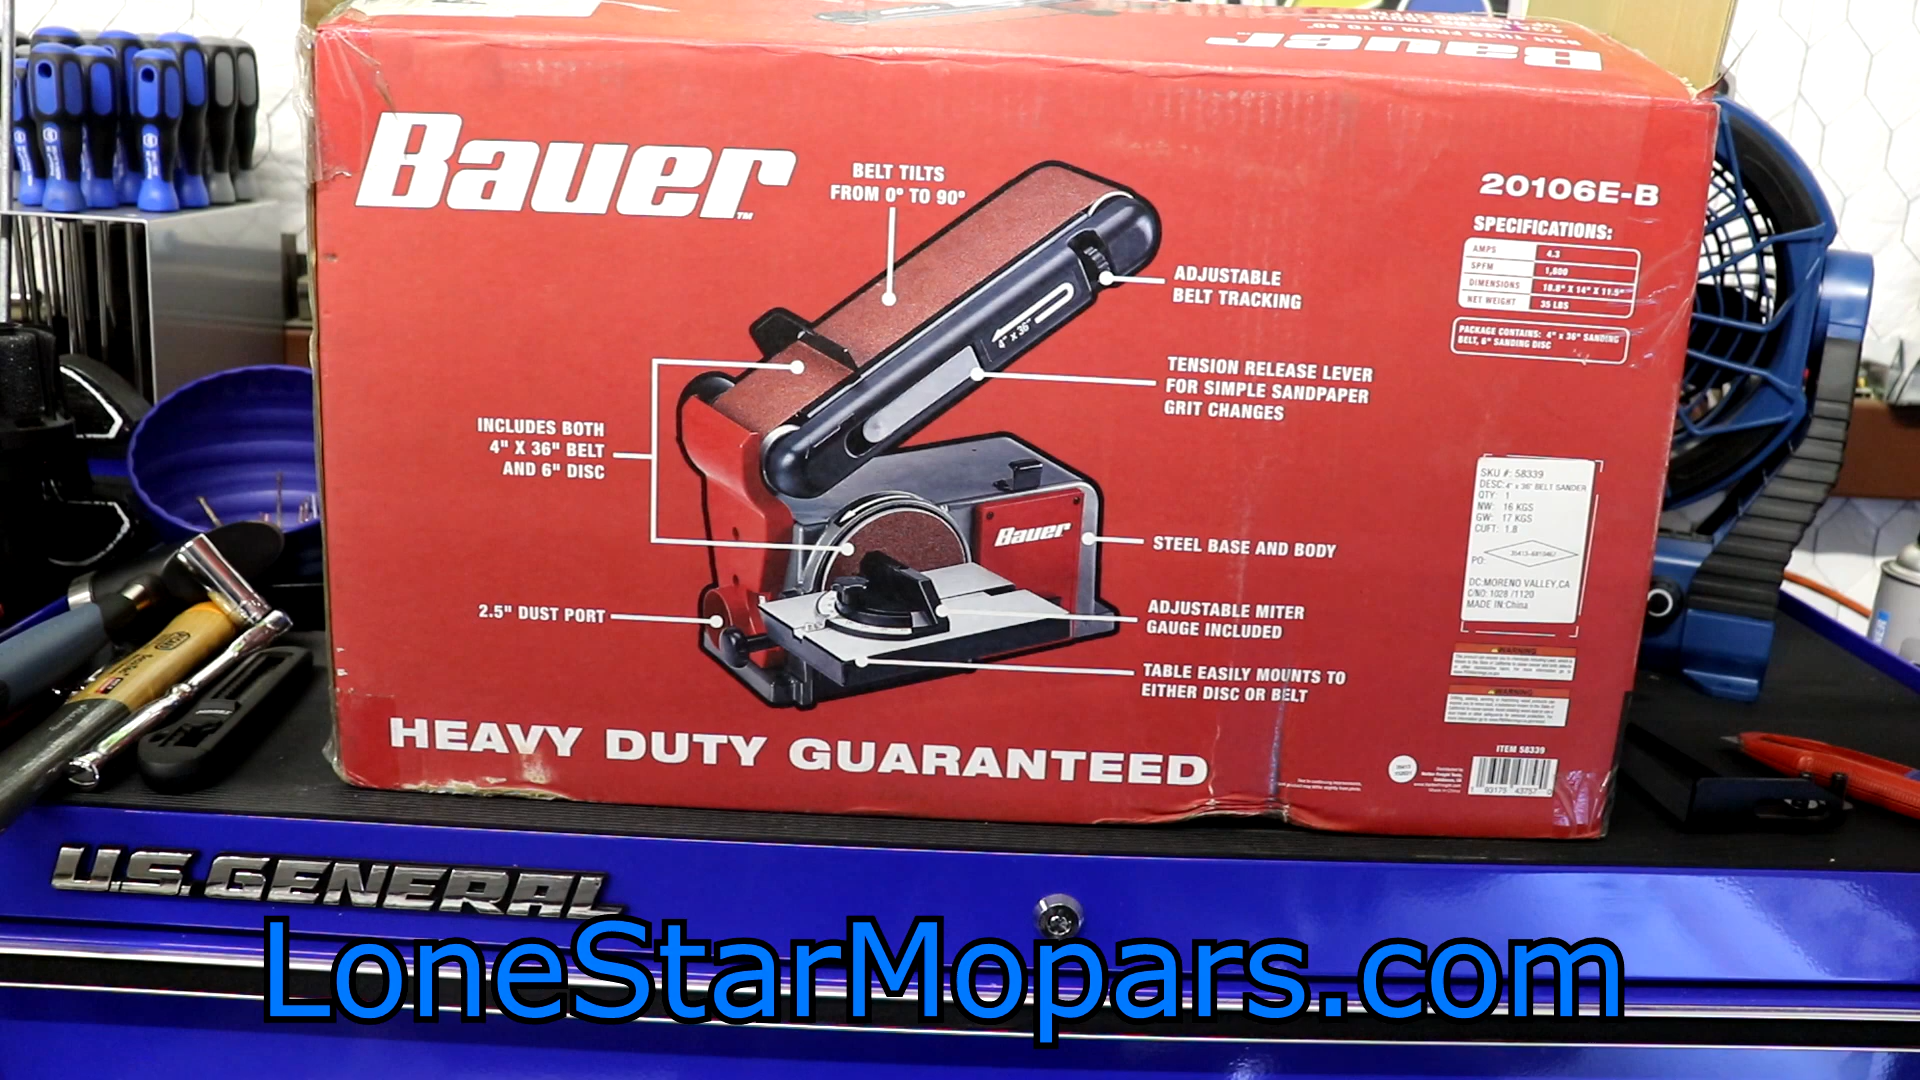 Bauer
Bauer™
BELT TILTS
FROM 0° TO 90°
ADJUSTABLE
BELT TRACKING
4" x 36"
TENSION RELEASE LEVER
FOR SIMPLE SANDPAPER
GRIT CHANGES
INCLUDES BOTH
4" X 36" BELT
AND 6" DISC
Bauer
STEEL BASE AND BODY
2.5" DUST PORT
ADJUSTABLE MITER
GAUGE INCLUDED
TABLE EASILY MOUNTS TO
EITHER DISC OR BELT
HEAVY DUTY GUARANTEED
20106E-B
SPECIFICATIONS:
AMPS 4.3
SPFM 1,800
DIMENSIONS 18.8" X 14" X 11.5"
NET WEIGHT 35 LBS
PACKAGE CONTAINS: 4" x 36" SANDING
BELT, 6" SANDING DISC
SKU #: 58339
DESC: 4" x 36" BELT SANDER
QTY: 1
NW: 16 KGS
GW: 17 KGS
CUFT: 1.8
PO:
DC:MORENO VALLEY,CA
C/NO:1028 /1120
MADE IN:China
WARNING
WARNING
ITEM 58339
U.S.GENERAL
LoneStarMopars.com